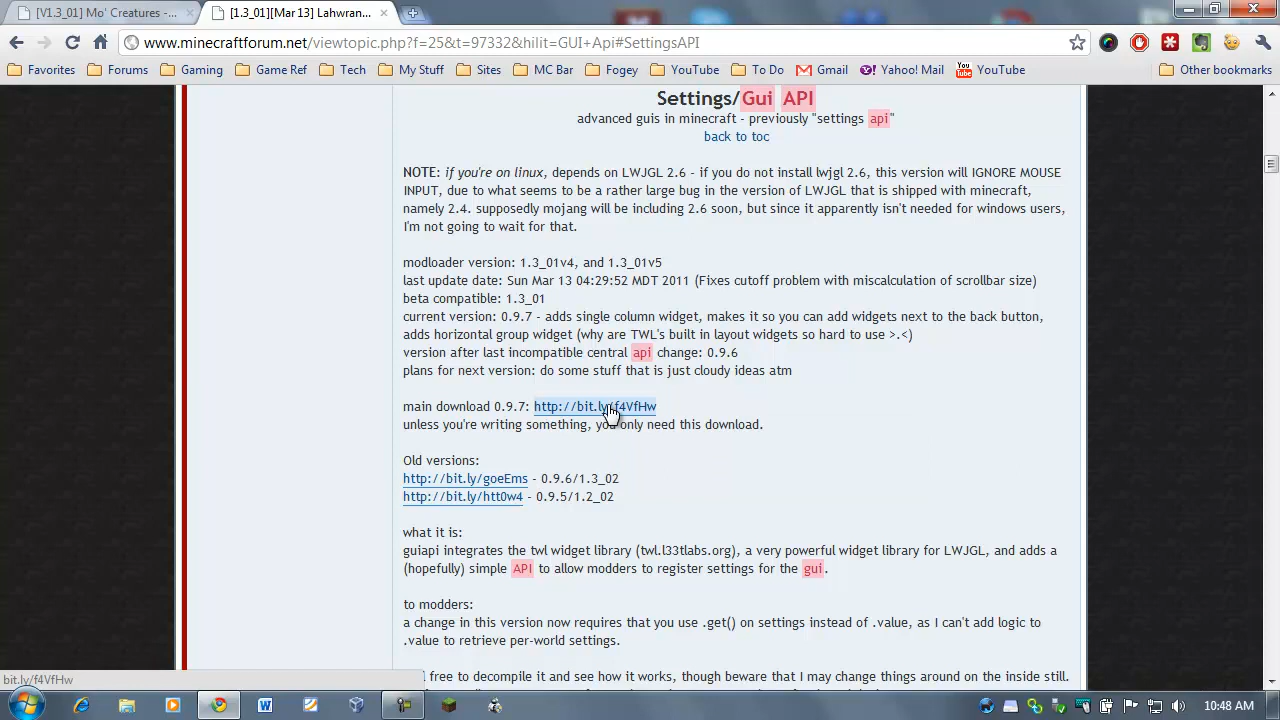 [V1.3_01] Mo' Creatures -...
[1.3_01][Mar 13] Lahwran...
www.minecraftforum.net/viewtopic.php?f=25&t=97332&hilit=GUI+Api#SettingsAPI
Favorites Forums Gaming Game Ref Tech My Stuff Sites MC Bar Fogey YouTube To Do Gmail Yahoo! Mail YouTube Other bookmarks
Settings/Gui API
advanced guis in minecraft - previously "settings api"
back to toc
NOTE: if you're on linux, depends on LWJGL 2.6 - if you do not install lwjgl 2.6, this version will IGNORE MOUSE
INPUT, due to what seems to be a rather large bug in the version of LWJGL that is shipped with minecraft,
namely 2.4. supposedly mojang will be including 2.6 soon, but since it apparently isn't needed for windows users,
I'm not going to wait for that.
modloader version: 1.3_01v4, and 1.3_01v5
last update date: Sun Mar 13 04:29:52 MDT 2011 (Fixes cutoff problem with miscalculation of scrollbar size)
beta compatible: 1.3_01
current version: 0.9.7 - adds single column widget, makes it so you can add widgets next to the back button,
adds horizontal group widget (why are TWL's built in layout widgets so hard to use >.<)
version after last incompatible central api change: 0.9.6
plans for next version: do some stuff that is just cloudy ideas atm
main download 0.9.7: http://bit.ly/f4VfHw
unless you're writing something, you only need this download.
Old versions:
http://bit.ly/goeEms - 0.9.6/1.3_02
http://bit.ly/htt0w4 - 0.9.5/1.2_02
what it is:
guiapi integrates the twl widget library (twl.l33tlabs.org), a very powerful widget library for LWJGL, and adds a
(hopefully) simple API to allow modders to register settings for the gui.
to modders:
a change in this version now requires that you use .get() on settings instead of .value, as I can't add logic to
.value to retrieve per-world settings.
free to decompile it and see how it works, though beware that I may change things around on the inside still.
bit.ly/f4VfHw
10:48 AM